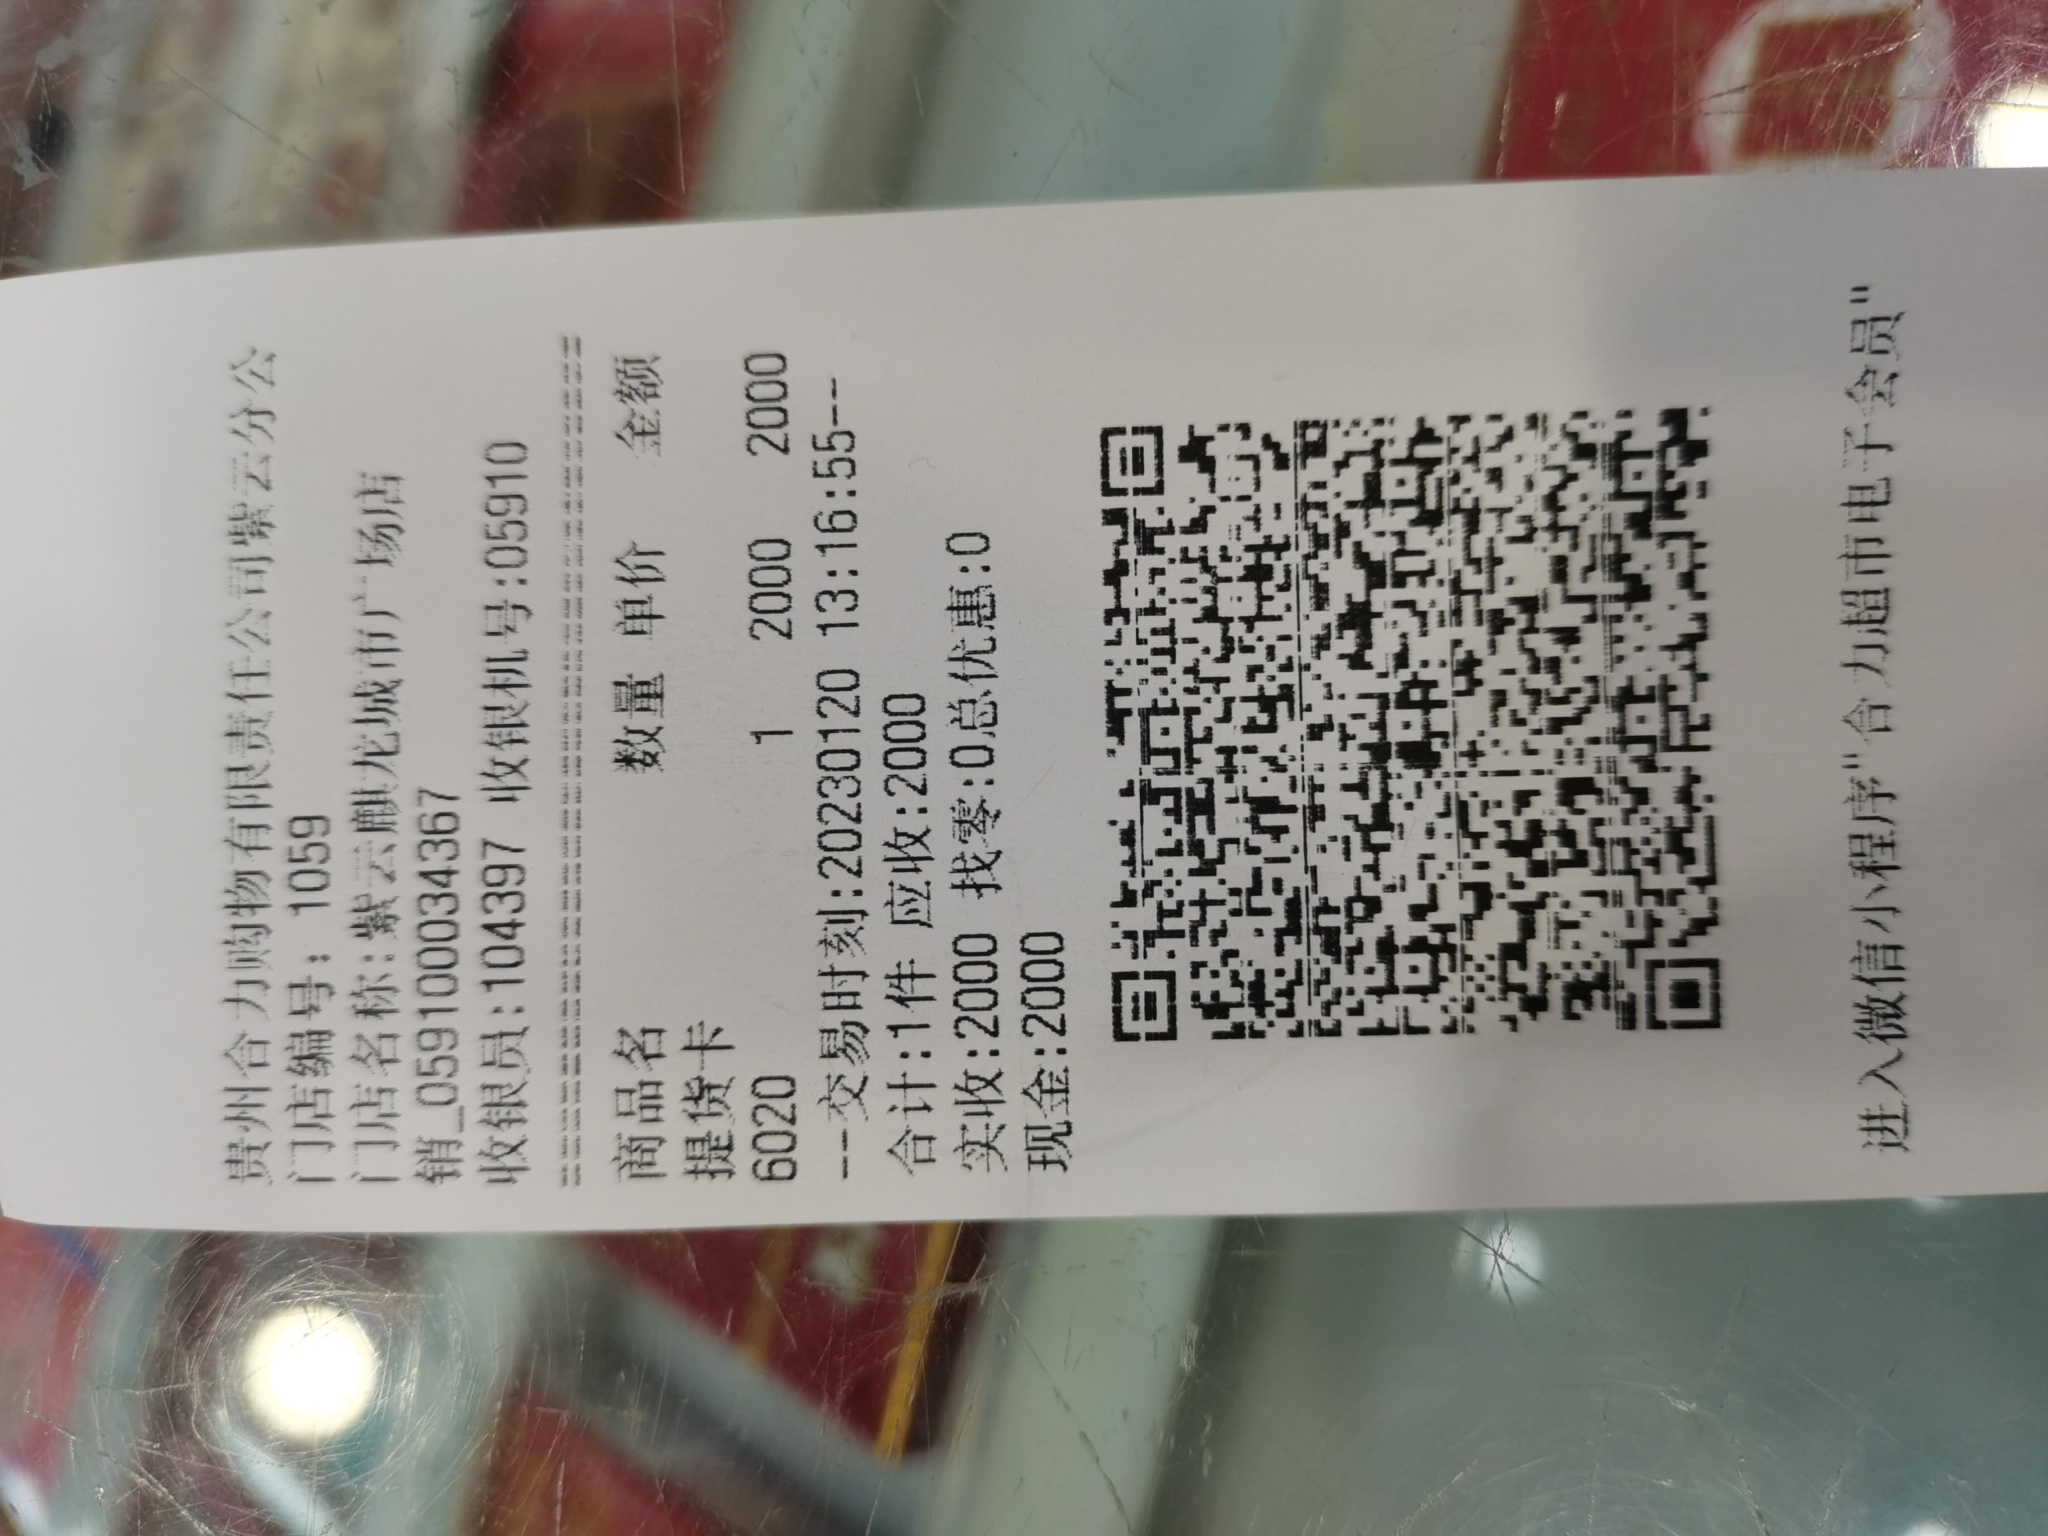 贵州合力购物有限责任公司紫云分公
门店编号: 1059
门店名称:紫云麒龙城市广场店
销_059100034367
收银员:104397 收银机号:05910
商品名 数量 单价 金额
提货卡
6020 1 2000 2000
--交易时刻:20230120 13:16:55--
合计:1件 应收:2000
实收:2000 找零:0总优惠:0
现金:2000
进入微信小程序"合力超市电子会员"